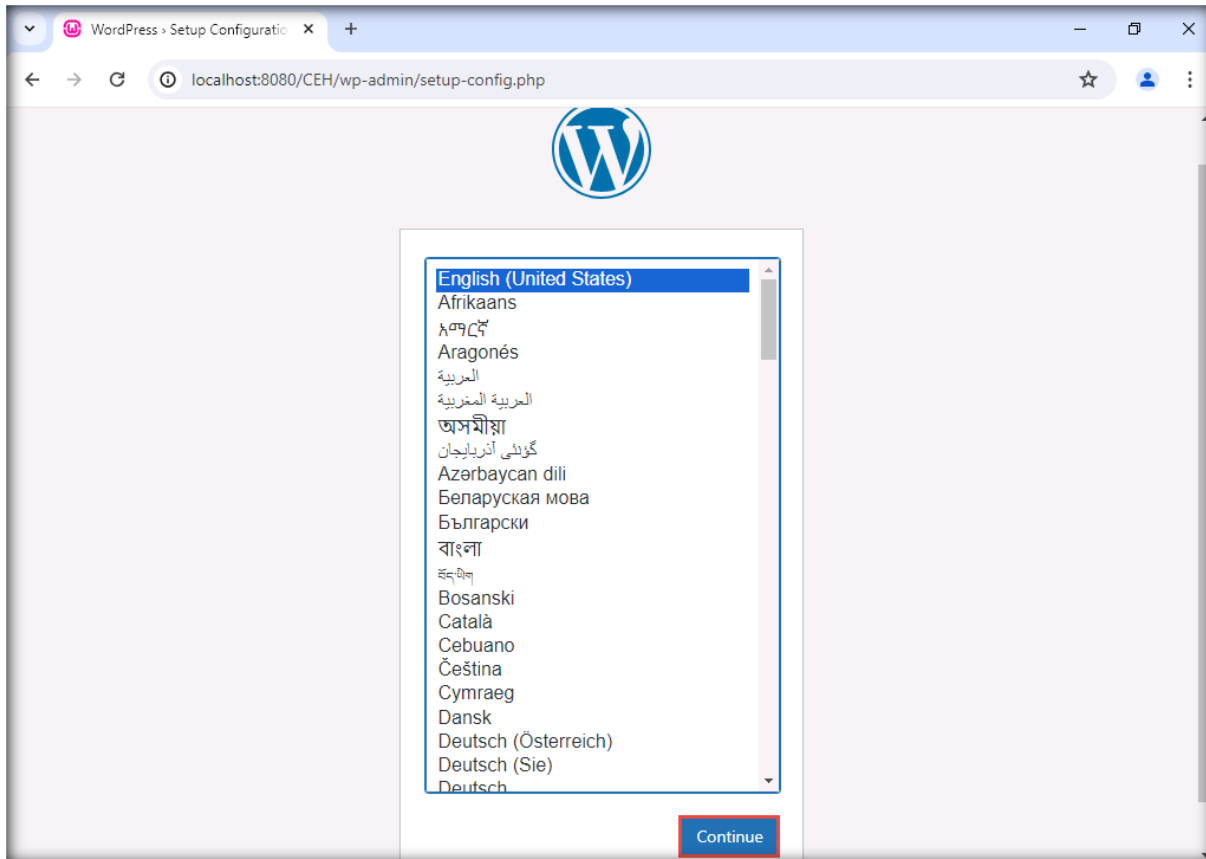 WordPress › Setup Configuratio
localhost:8080/CEH/wp-admin/setup-config.php
English (United States)
Afrikaans
አማርኛ
Aragonés
العربية
العربية المغربية
অসমীয়া
گؤنئی آذربایجان
Azərbaycan dili
Беларуская мова
Български
বাংলা
བོད་ཡིག
Bosanski
Català
Cebuano
Čeština
Cymraeg
Dansk
Deutsch (Österreich)
Deutsch (Sie)
Deutsch
Continue